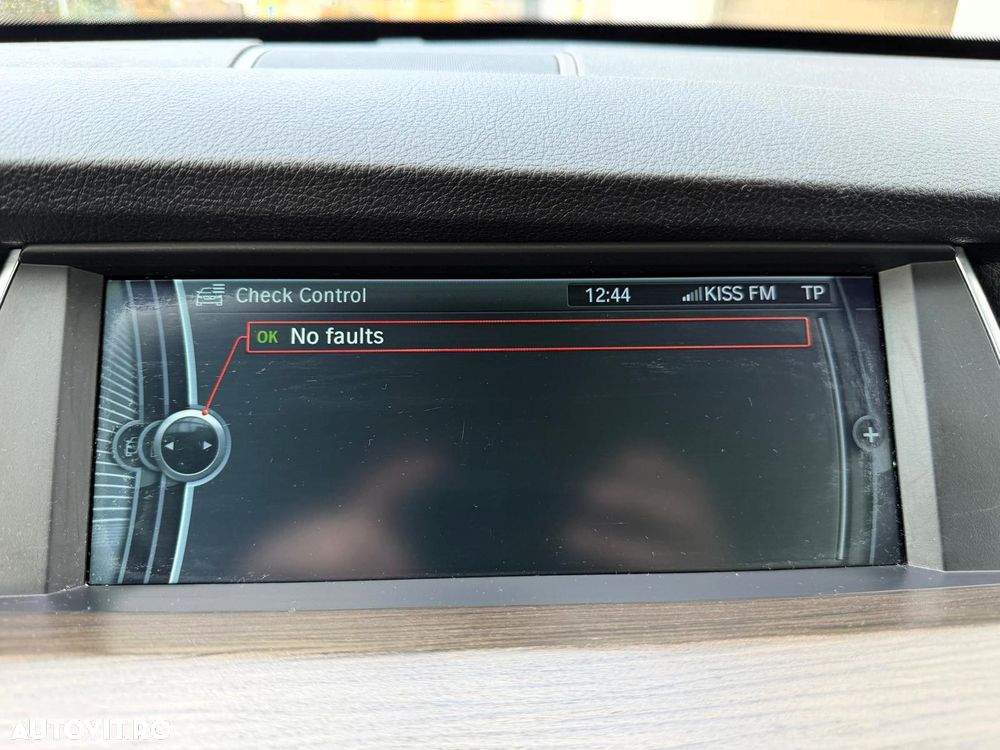 Check Control
12:44
KISS FM
TP
OK No faults
AUTOVIT.RO